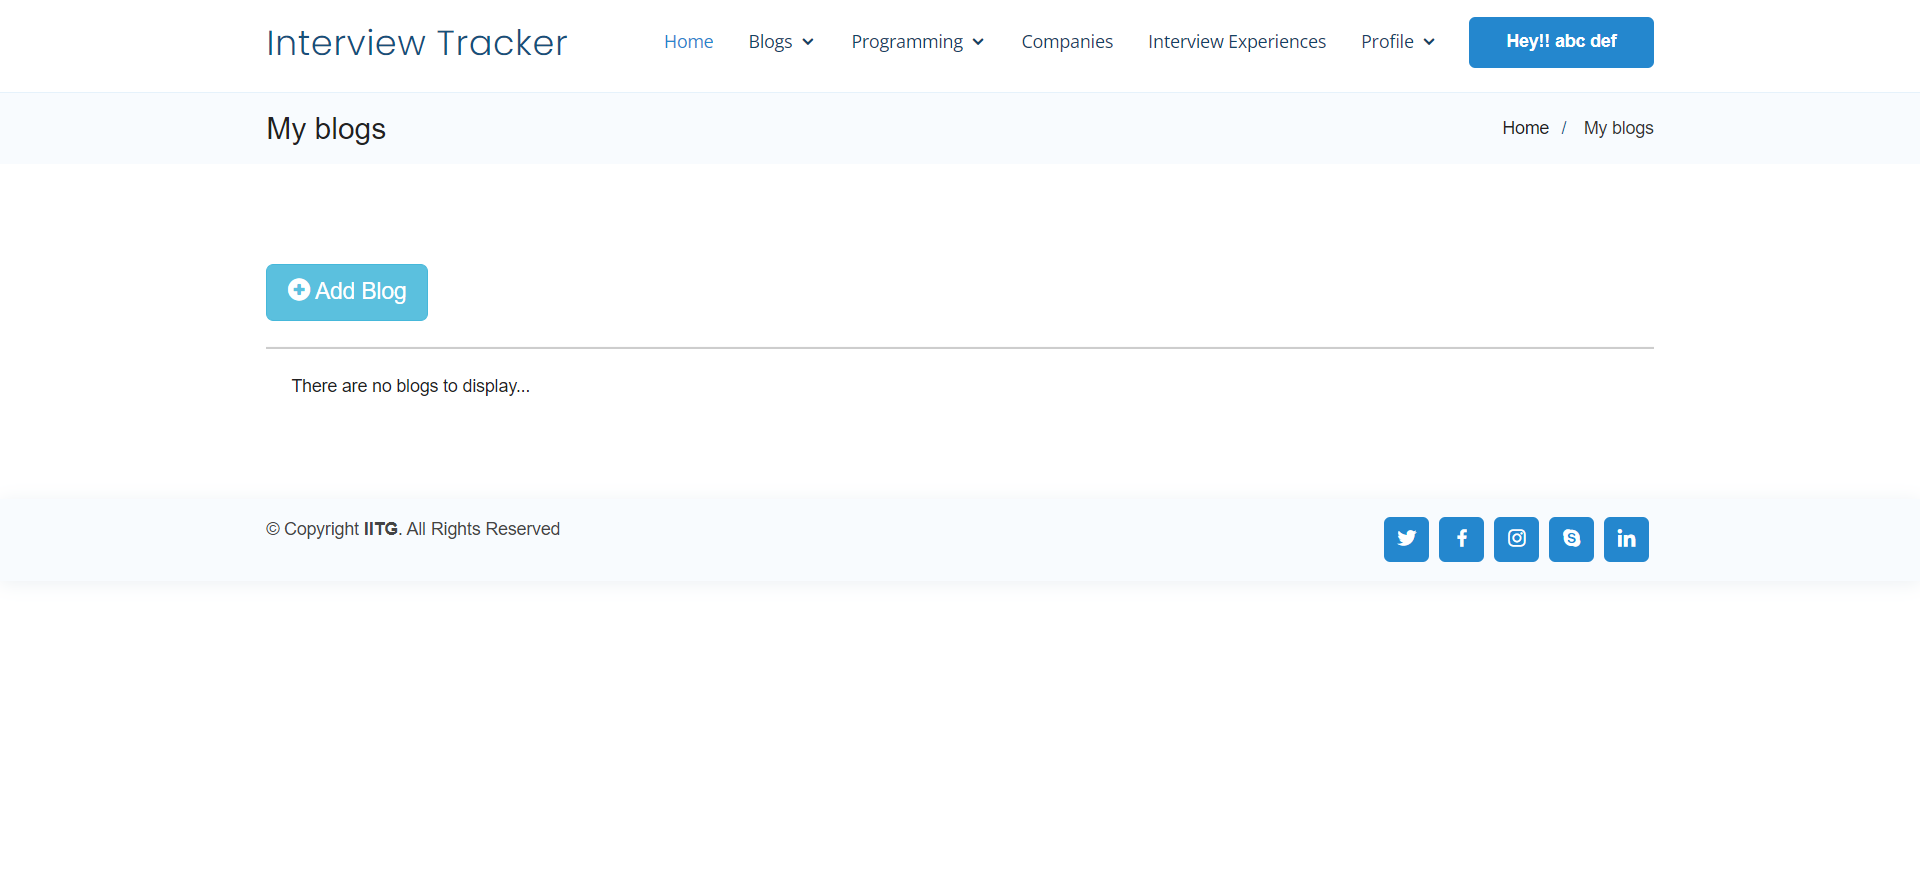 Interview Tracker
Home Blogs Programming Companies Interview Experiences Profile Hey!! abc def
My blogs
Home / My blogs
Add Blog
There are no blogs to display...
© Copyright IITG. All Rights Reserved